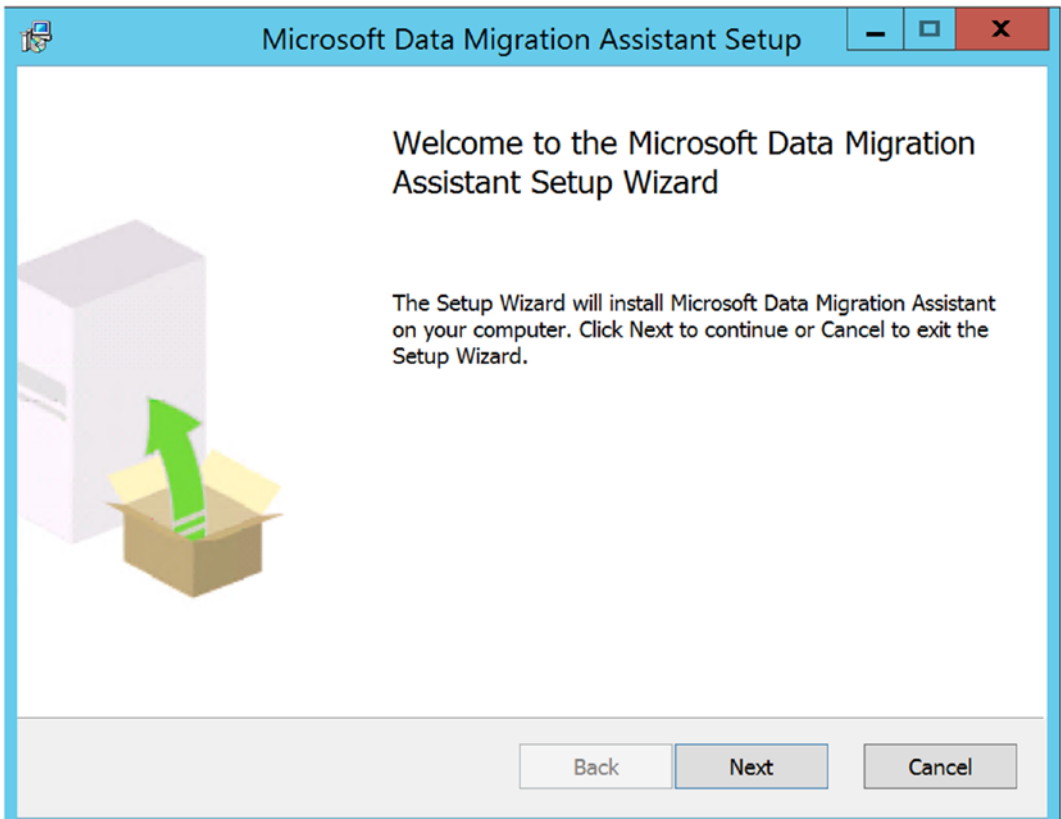 Microsoft Data Migration Assistant Setup
Welcome to the Microsoft Data Migration
Assistant Setup Wizard
The Setup Wizard will install Microsoft Data Migration Assistant
on your computer. Click Next to continue or Cancel to exit the
Setup Wizard.
Back Next Cancel